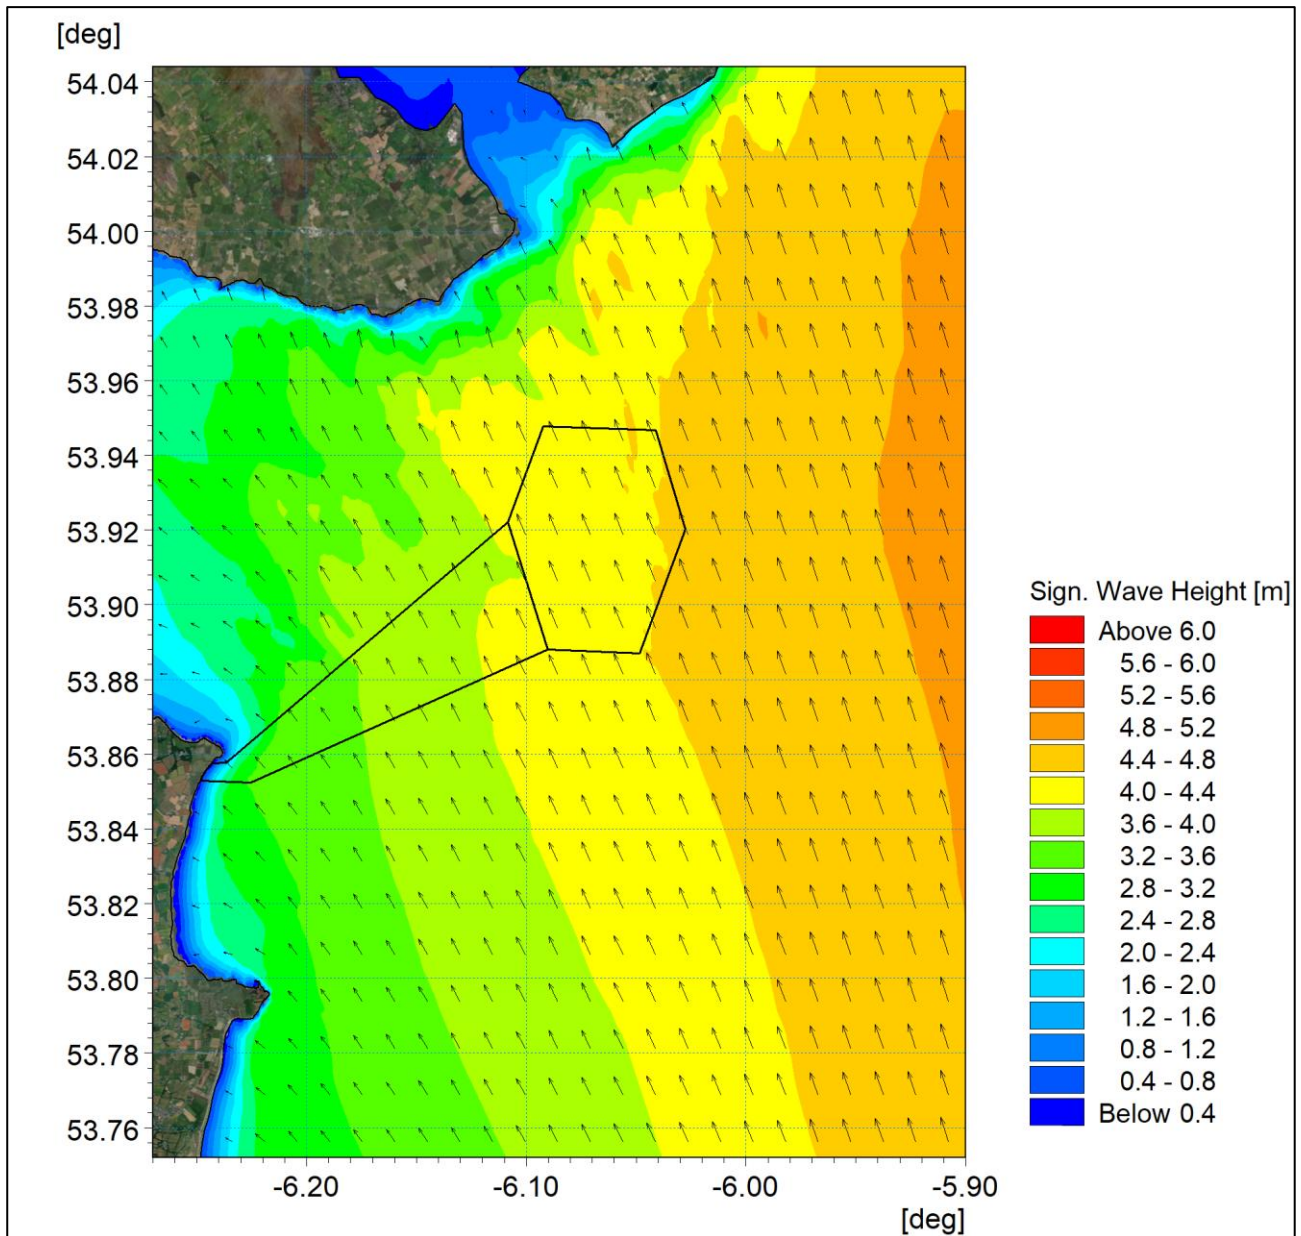 [deg]
54.04
54.02
54.00
53.98
53.96
53.94
53.92
53.90
53.88
53.86
53.84
53.82
53.80
53.78
53.76
-6.20 -6.10 -6.00 -5.90
[deg]
Sign. Wave Height [m]
Above 6.0
5.6 - 6.0
5.2 - 5.6
4.8 - 5.2
4.4 - 4.8
4.0 - 4.4
3.6 - 4.0
3.2 - 3.6
2.8 - 3.2
2.4 - 2.8
2.0 - 2.4
1.6 - 2.0
1.2 - 1.6
0.8 - 1.2
0.4 - 0.8
Below 0.4